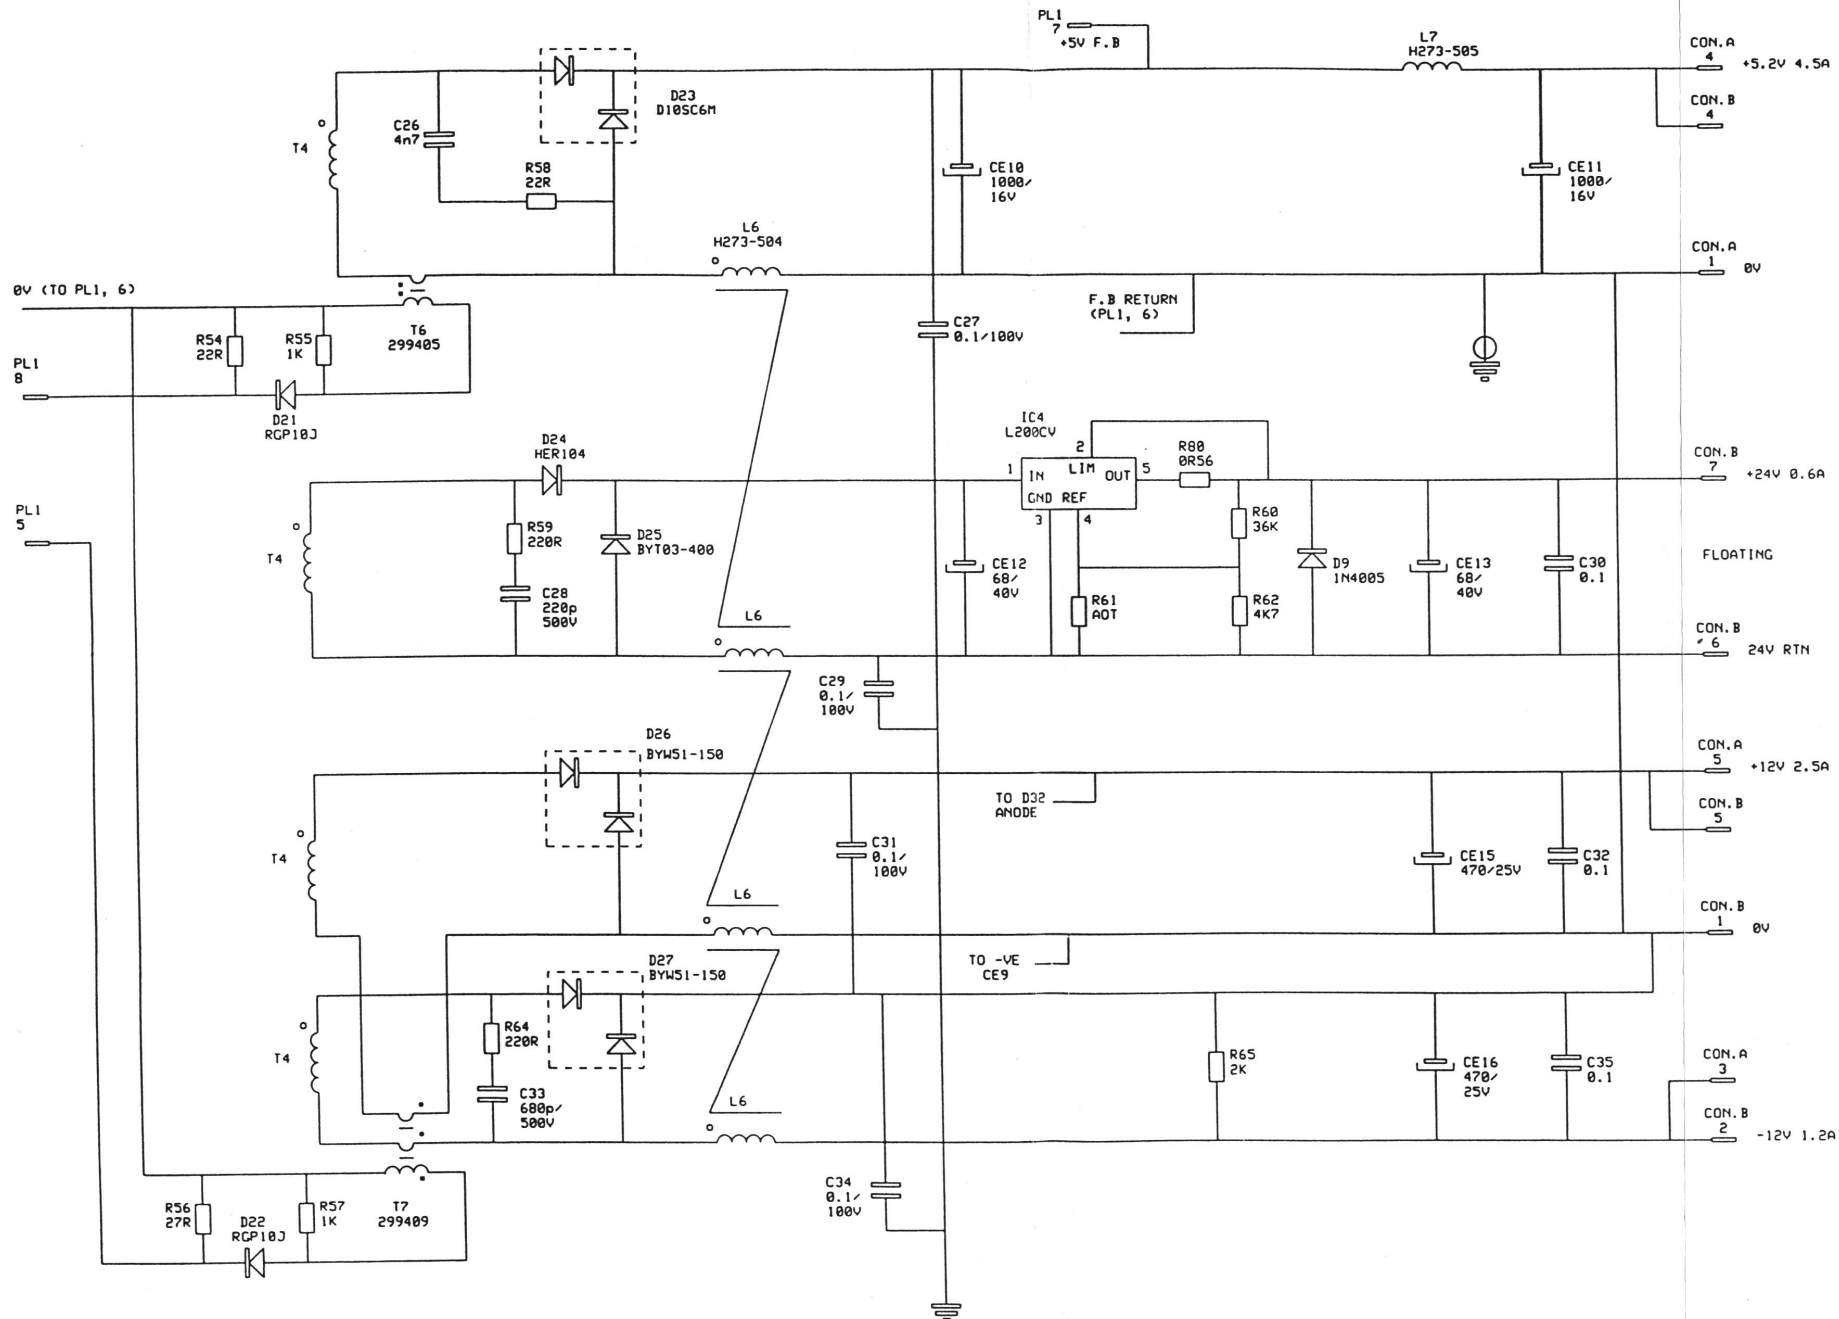 PL1
7
+5V F.B
L7
H273-505
CON.A
4
+5.2V 4.5A
CON.B
4
D23
D10SC6M
C26
4n7
T4
R58
22R
CE10
1000/
16V
CE11
1000/
16V
L6
H273-504
CON.A
1
0V
0V (TO PL1, 6)
F.B RETURN
(PL1, 6)
C27
0.1/100V
R54
22R
R55
1K
T6
299405
PL1
8
D21
RGP10J
IC4
L200CV
2
1
IN
LIM
OUT
5
GND
REF
3
4
R80
0R56
D24
HER104
CON.B
7
+24V 0.6A
PL1
5
R59
220R
D25
BYT03-400
R60
36K
T4
CE12
68/
40V
D9
1N4005
CE13
68/
40V
C30
0.1
FLOATING
C28
220p
500V
R61
AOT
R62
4K7
L6
CON.B
6
24V RTN
C29
0.1/
100V
D26
BYW51-150
CON.A
5
+12V 2.5A
TO D32
ANODE
CON.B
5
T4
C31
0.1/
100V
CE15
470/25V
C32
0.1
L6
CON.B
1
0V
TO -VE
CE9
D27
BYW51-150
R64
220R
T4
R65
2K
CE16
470/
25V
C35
0.1
CON.A
3
C33
680p/
500V
L6
CON.B
2
-12V 1.2A
C34
0.1/
100V
R56
27R
D22
RGP10J
R57
1K
T7
299409